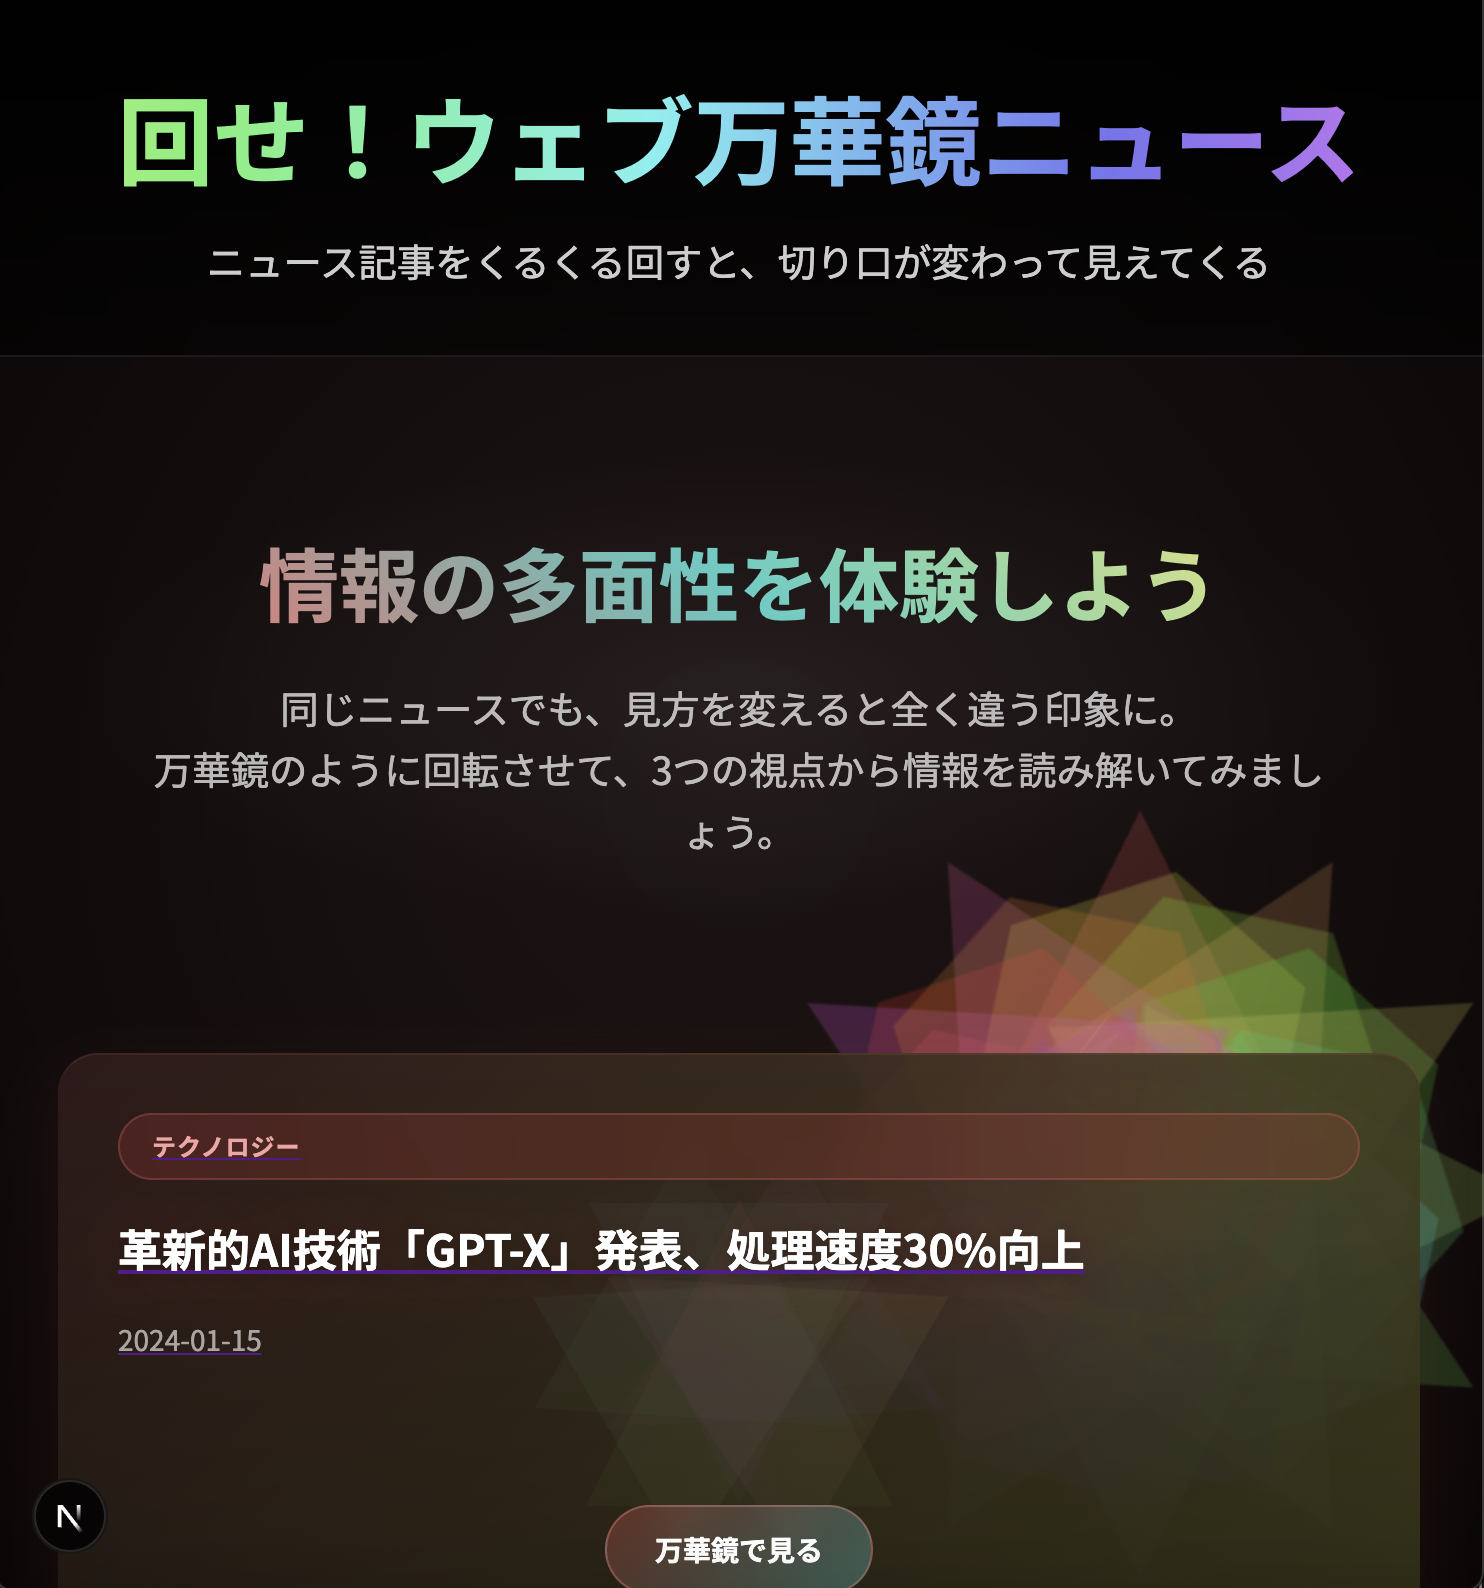 回せ！ウェブ万華鏡ニュース
ニュース記事をくるくる回すと、切り口が変わって見えてくる
情報の多面性を体験しよう
同じニュースでも、見方を変えると全く違う印象に。
万華鏡のように回転させて、3つの視点から情報を読み解いてみまし
ょう。
テクノロジー
革新的AI技術「GPT-X」発表、処理速度30%向上
2024-01-15
N
万華鏡で見る